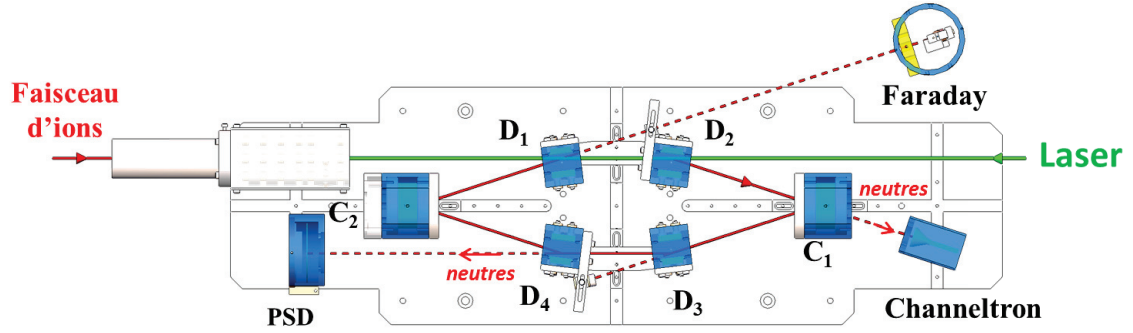 Faraday
Faisceau
d’ions
D₁
D₂
Laser
neutres
C₂
C₁
neutres
D₄
D₃
Channeltron
PSD